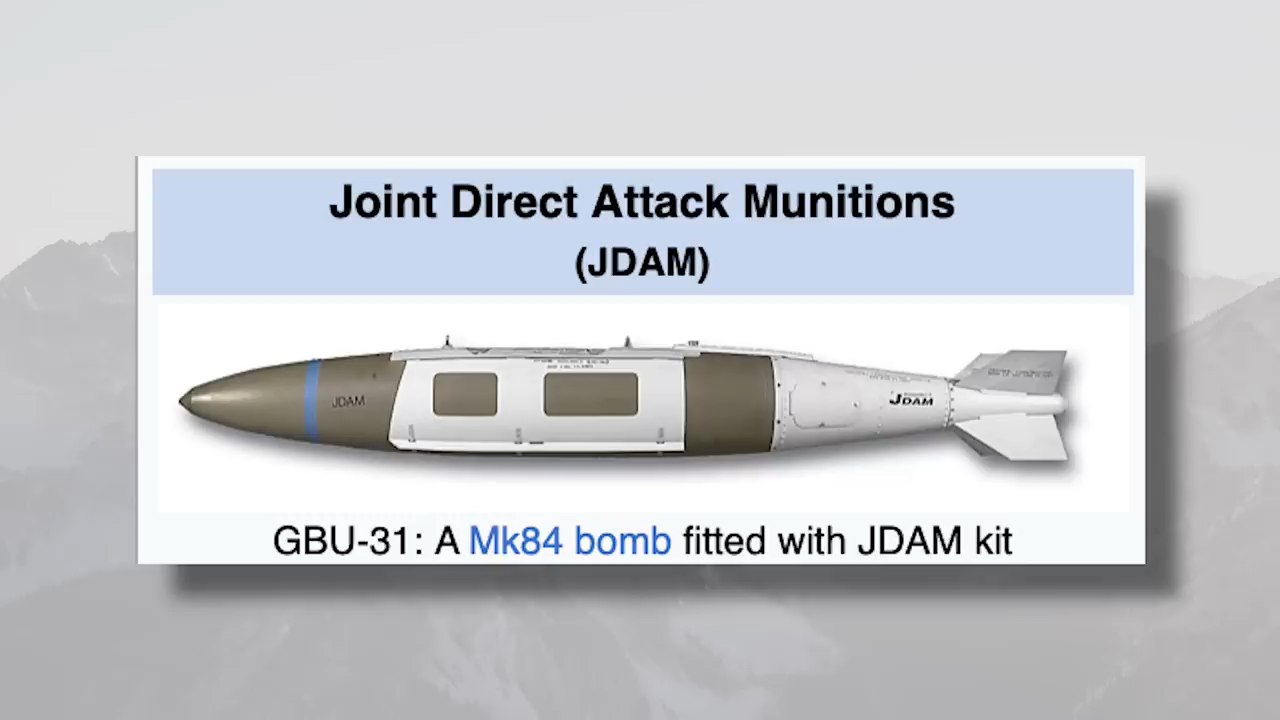 Joint Direct Attack Munitions
(JDAM)
JDAM
JDAM
GBU-31: A Mk84 bomb fitted with JDAM kit